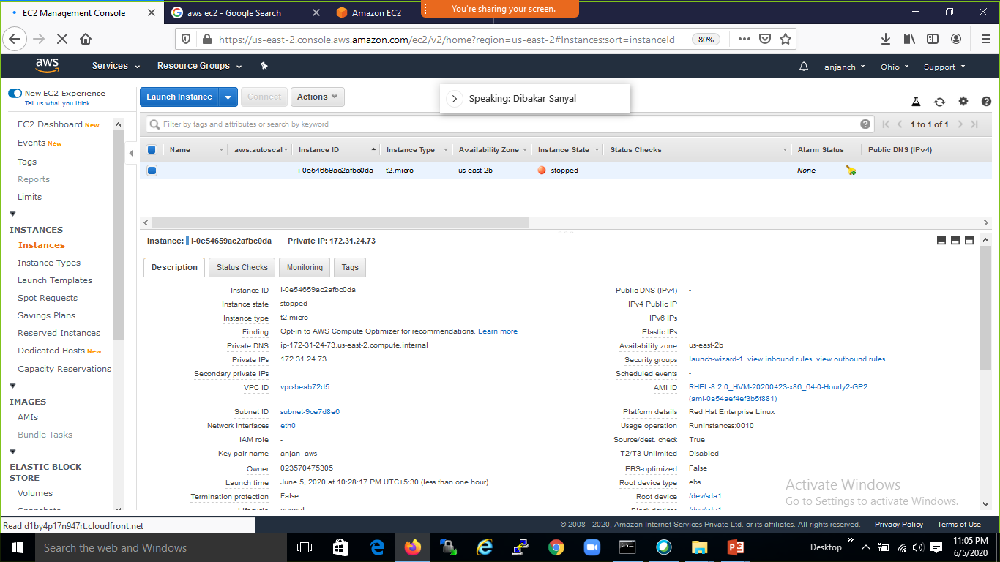 EC2 Management Console
aws ec2 - Google Search
Amazon EC2
You're sharing your screen.
https://us-east-2.console.aws.amazon.com/ec2/v2/home?region=us-east-2#Instances:sort=instanceId
80%
aws
Services
Resource Groups
anjanch
Ohio
Support
New EC2 Experience
Tell us what you think
Launch Instance
Connect
Actions
Speaking: Dibakar Sanyal
Filter by tags and attributes or search by keyword
1 to 1 of 1
EC2 Dashboard New
Events New
Tags
Reports
Limits
INSTANCES
Instances
Instance Types
Launch Templates
Spot Requests
Savings Plans
Reserved Instances
Dedicated Hosts New
Capacity Reservations
IMAGES
AMIs
Bundle Tasks
ELASTIC BLOCK
STORE
Volumes
Snapshots
Name aws:autoscal Instance ID Instance Type Availability Zone Instance State Status Checks Alarm Status Public DNS (IPv4)
i-0e54659ac2afbc0da t2.micro us-east-2b stopped None
Instance: i-0e54659ac2afbc0da Private IP: 172.31.24.73
Description Status Checks Monitoring Tags
Instance ID i-0e54659ac2afbc0da
Instance state stopped
Instance type t2.micro
Finding Opt-in to AWS Compute Optimizer for recommendations. Learn more
Private DNS ip-172-31-24-73.us-east-2.compute.internal
Private IPs 172.31.24.73
Secondary private IPs
VPC ID vpc-beab72d5
Subnet ID subnet-9ce7d8e6
Network interfaces eth0
IAM role -
Key pair name anjan_aws
Owner 023570475305
Launch time June 5, 2020 at 10:28:17 PM UTC+5:30 (less than one hour)
Termination protection False
Lifecycle normal
Public DNS (IPv4) -
IPv4 Public IP -
IPv6 IPs -
Elastic IPs
Availability zone us-east-2b
Security groups launch-wizard-1. view inbound rules. view outbound rules
Scheduled events -
AMI ID RHEL-8.2.0_HVM-20200423-x86_64-0-Hourly2-GP2
(ami-0a54aef4ef3b5f881)
Platform details Red Hat Enterprise Linux
Usage operation RunInstances:0010
Source/dest. check True
T2/T3 Unlimited Disabled
EBS-optimized False
Root device type ebs
Root device /dev/sda1
Block devices /dev/sda1
Activate Windows
Go to Settings to activate Windows.
Read d1by4p17n947rt.cloudfront.net
© 2008 - 2020, Amazon Internet Services Private Ltd. or its affiliates. All rights reserved. Privacy Policy Terms of Use
Search the web and Windows
Desktop
11:05 PM
6/5/2020